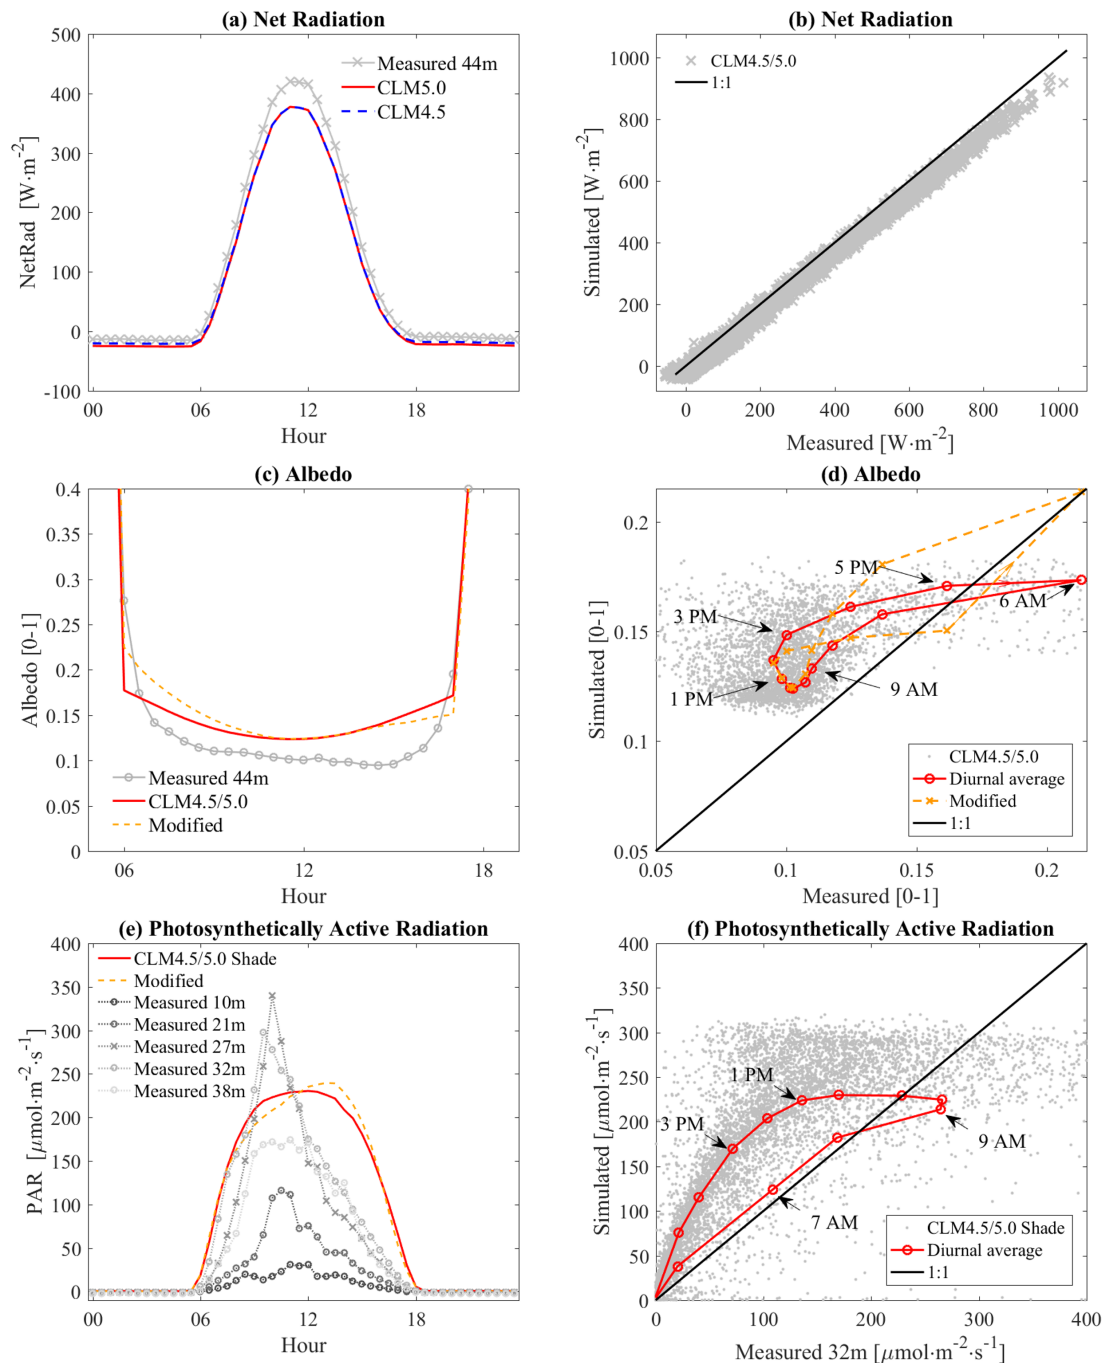 (a) Net Radiation
500
400
300
200
100
0
-100
NetRad [W·m-2]
Measured 44m
CLM5.0
CLM4.5
00
06
12
18
Hour
(b) Net Radiation
1000
800
600
400
200
0
Simulated [W·m-2]
CLM4.5/5.0
1:1
0
200
400
600
800
1000
Measured [W·m-2]
(c) Albedo
0.4
0.35
0.3
0.25
0.2
0.15
0.1
0.05
0
Albedo [0-1]
Measured 44m
CLM4.5/5.0
Modified
06
12
18
Hour
(d) Albedo
0.2
0.15
0.1
0.05
Simulated [0-1]
5 PM
6 AM
3 PM
1 PM
9 AM
CLM4.5/5.0
Diurnal average
Modified
1:1
0.05
0.1
0.15
0.2
Measured [0-1]
(e) Photosynthetically Active Radiation
400
350
300
250
200
150
100
50
0
PAR [μmol·m-2·s-1]
CLM4.5/5.0 Shade
Modified
Measured 10m
Measured 21m
Measured 27m
Measured 32m
Measured 38m
00
06
12
18
Hour
(f) Photosynthetically Active Radiation
400
350
300
250
200
150
100
50
0
Simulated [μmol·m-2·s-1]
1 PM
3 PM
9 AM
7 AM
CLM4.5/5.0 Shade
Diurnal average
1:1
0
100
200
300
400
Measured 32m [μmol·m-2·s-1]